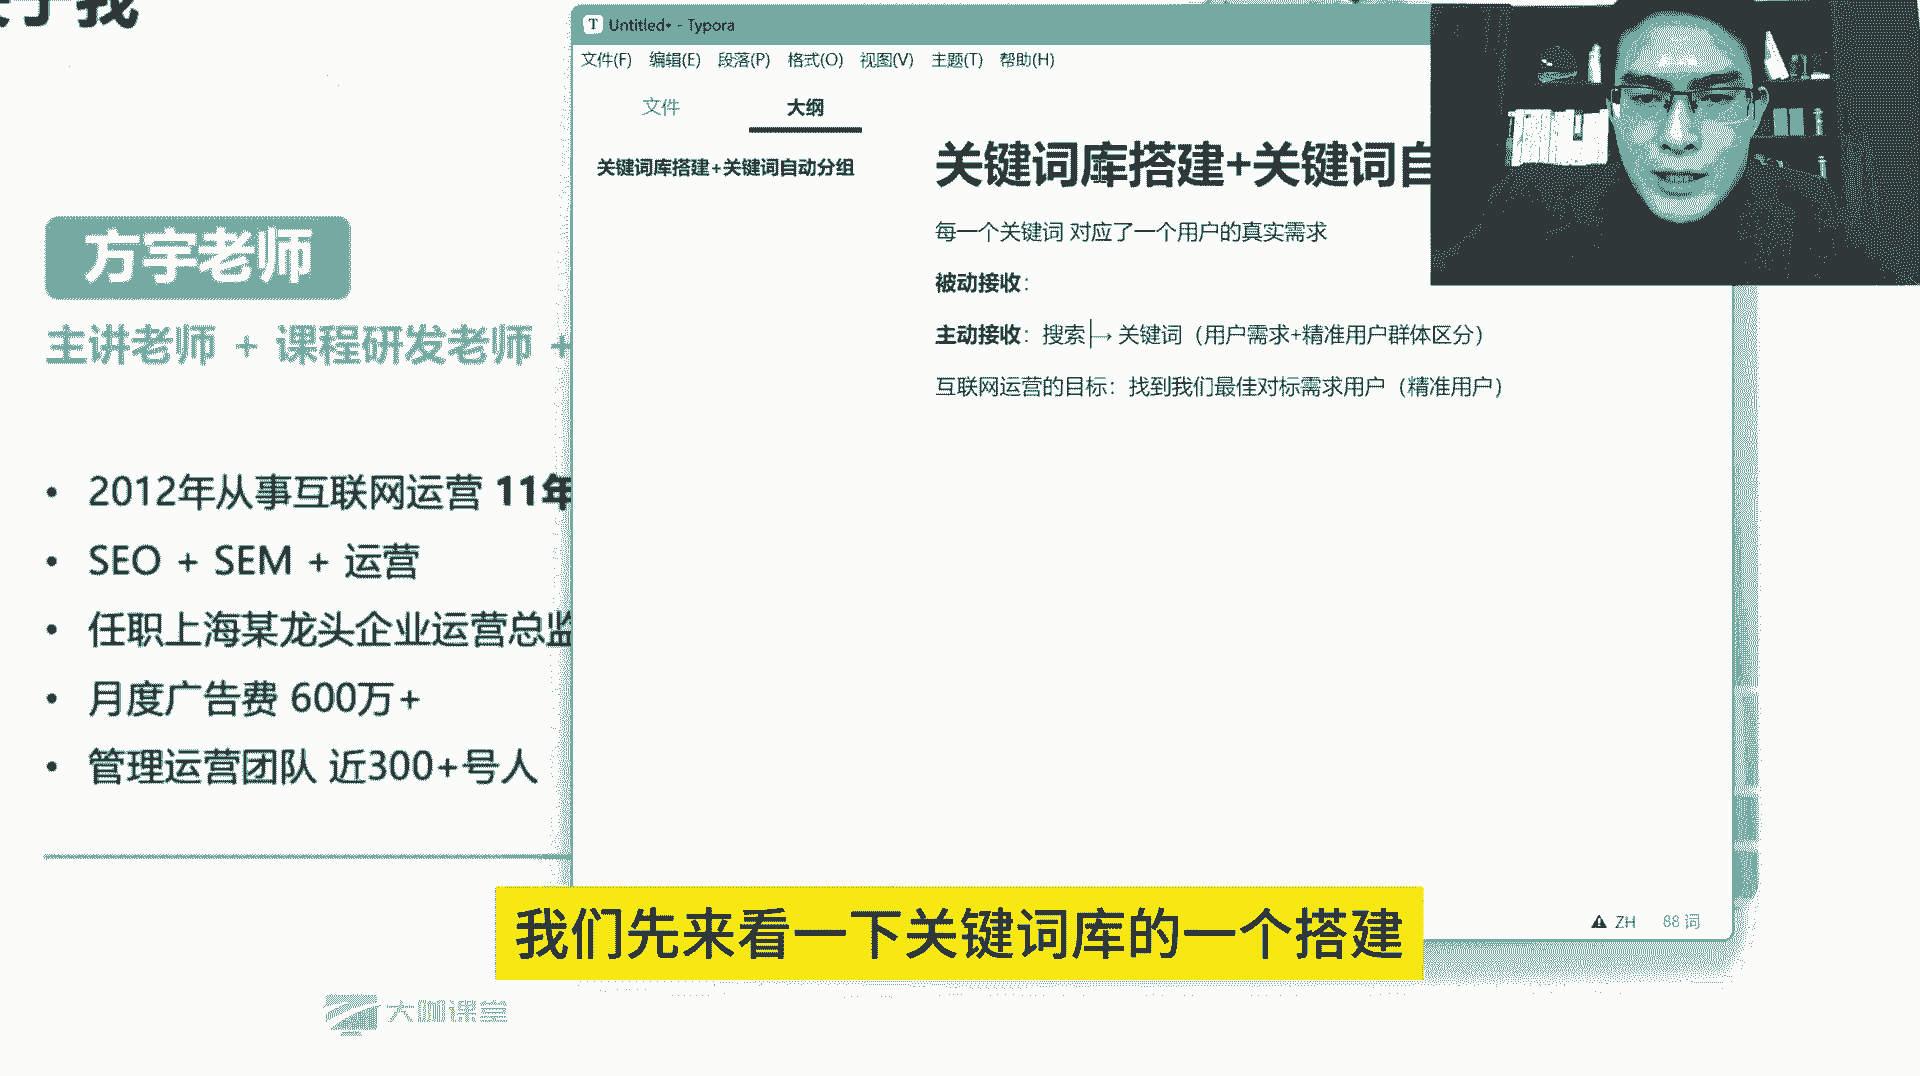 于我
方宇老师
主讲老师 + 课程研发老师 +
• 2012年从事互联网运营 11年
• SEO + SEM + 运营
• 任职上海某龙头企业运营总监
• 月度广告费 600万+
• 管理运营团队 近300+号人
大咖课堂
Untitled• - Typora
文件(F) 编辑(E) 段落(P) 格式(O) 视图(V) 主题(T) 帮助(H)
文件 大纲
关键词库搭建+关键词自动分组
关键词库搭建+关键词自
每一个关键词 对应了一个用户的真实需求
被动接收：
主动接收：搜索 → 关键词（用户需求+精准用户群体区分）
互联网运营的目标：找到我们最佳对标需求用户（精准用户）
ZH 88 词
我们先来看一下关键词库的一个搭建